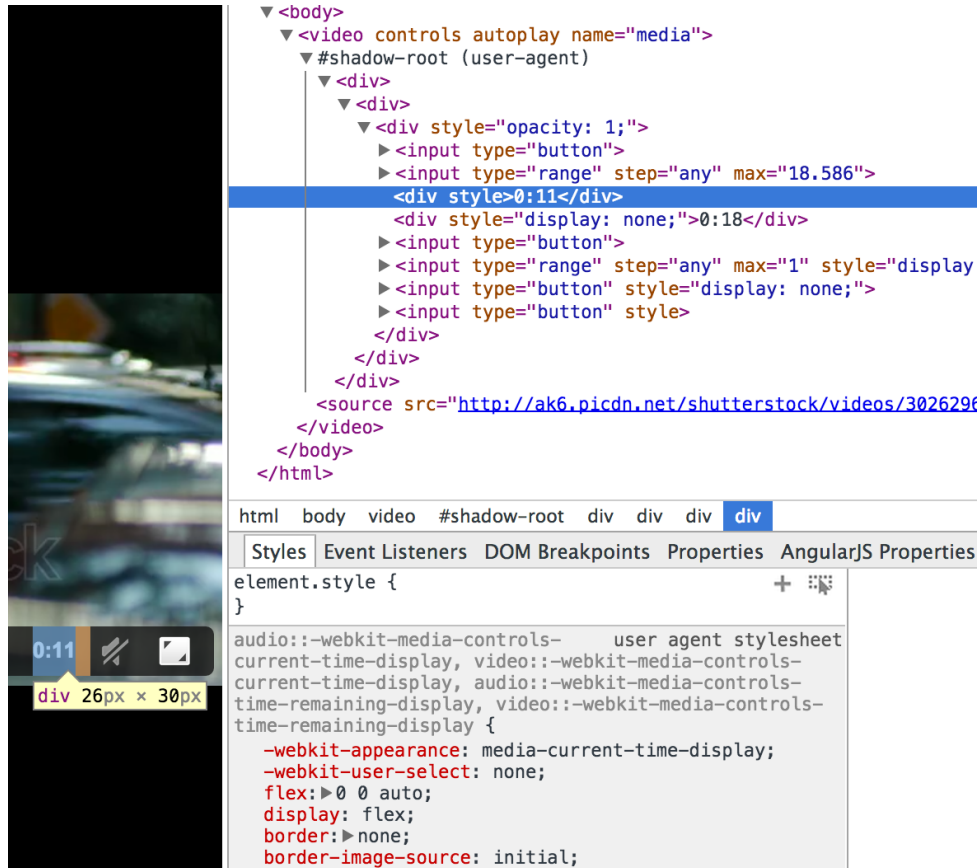 <body>
<video controls autoplay name="media">
#shadow-root (user-agent)
<div>
<div>
<div style="opacity: 1;">
<input type="button">
<input type="range" step="any" max="18.586">
<div style>0:11</div>
<div style="display: none;">0:18</div>
<input type="button">
<input type="range" step="any" max="1" style="display
<input type="button" style="display: none;">
<input type="button" style>
</div>
</div>
</div>
<source src="http://ak6.picdn.net/shutterstock/videos/3026296
</video>
</body>
</html>
html body video #shadow-root div div div div
Styles Event Listeners DOM Breakpoints Properties AngularJS Properties
element.style {
}
audio::-webkit-media-controls- user agent stylesheet
current-time-display, video::-webkit-media-controls-
current-time-display, audio::-webkit-media-controls-
time-remaining-display, video::-webkit-media-controls-
time-remaining-display {
-webkit-appearance: media-current-time-display;
-webkit-user-select: none;
flex: 0 0 auto;
display: flex;
border: none;
border-image-source: initial;
ck
0:11
div 26px × 30px